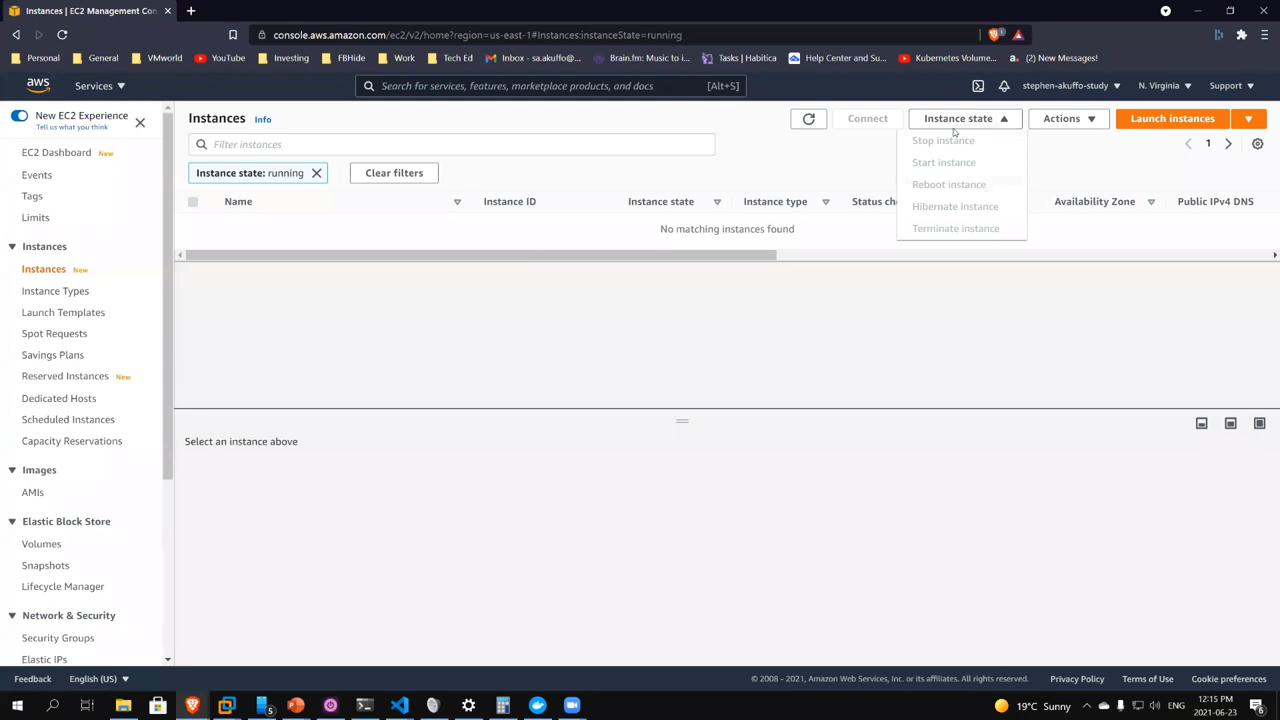 Instances | EC2 Management Con
console.aws.amazon.com/ec2/v2/home?region=us-east-1#Instances:instanceState=running
Personal
General
VMworld
YouTube
Investing
FBHide
Work
Tech Ed
Inbox - sa.akuffo@...
Brain.fm: Music to i...
Tasks | Habitica
Help Center and Su...
Kubernetes Volume...
(2) New Messages!
aws
Services
Search for services, features, marketplace products, and docs
[Alt+S]
stephen-akuffo-study
N. Virginia
Support
New EC2 Experience
Tell us what you think
EC2 Dashboard New
Events
Tags
Limits
Instances
Instances New
Instance Types
Launch Templates
Spot Requests
Savings Plans
Reserved Instances New
Dedicated Hosts
Scheduled Instances
Capacity Reservations
Images
AMIs
Elastic Block Store
Volumes
Snapshots
Lifecycle Manager
Network & Security
Security Groups
Elastic IPs
Instances Info
Connect
Instance state
Actions
Launch instances
Filter instances
1
Instance state: running
Clear filters
Stop instance
Start instance
Reboot instance
Hibernate instance
Terminate instance
Name
Instance ID
Instance state
Instance type
Status che
Availability Zone
Public IPv4 DNS
No matching instances found
Select an instance above
Feedback
English (US)
© 2008 - 2021, Amazon Web Services, Inc. or its affiliates. All rights reserved.
Privacy Policy
Terms of Use
Cookie preferences
5
19°C Sunny
12:15 PM
2021-06-23
6